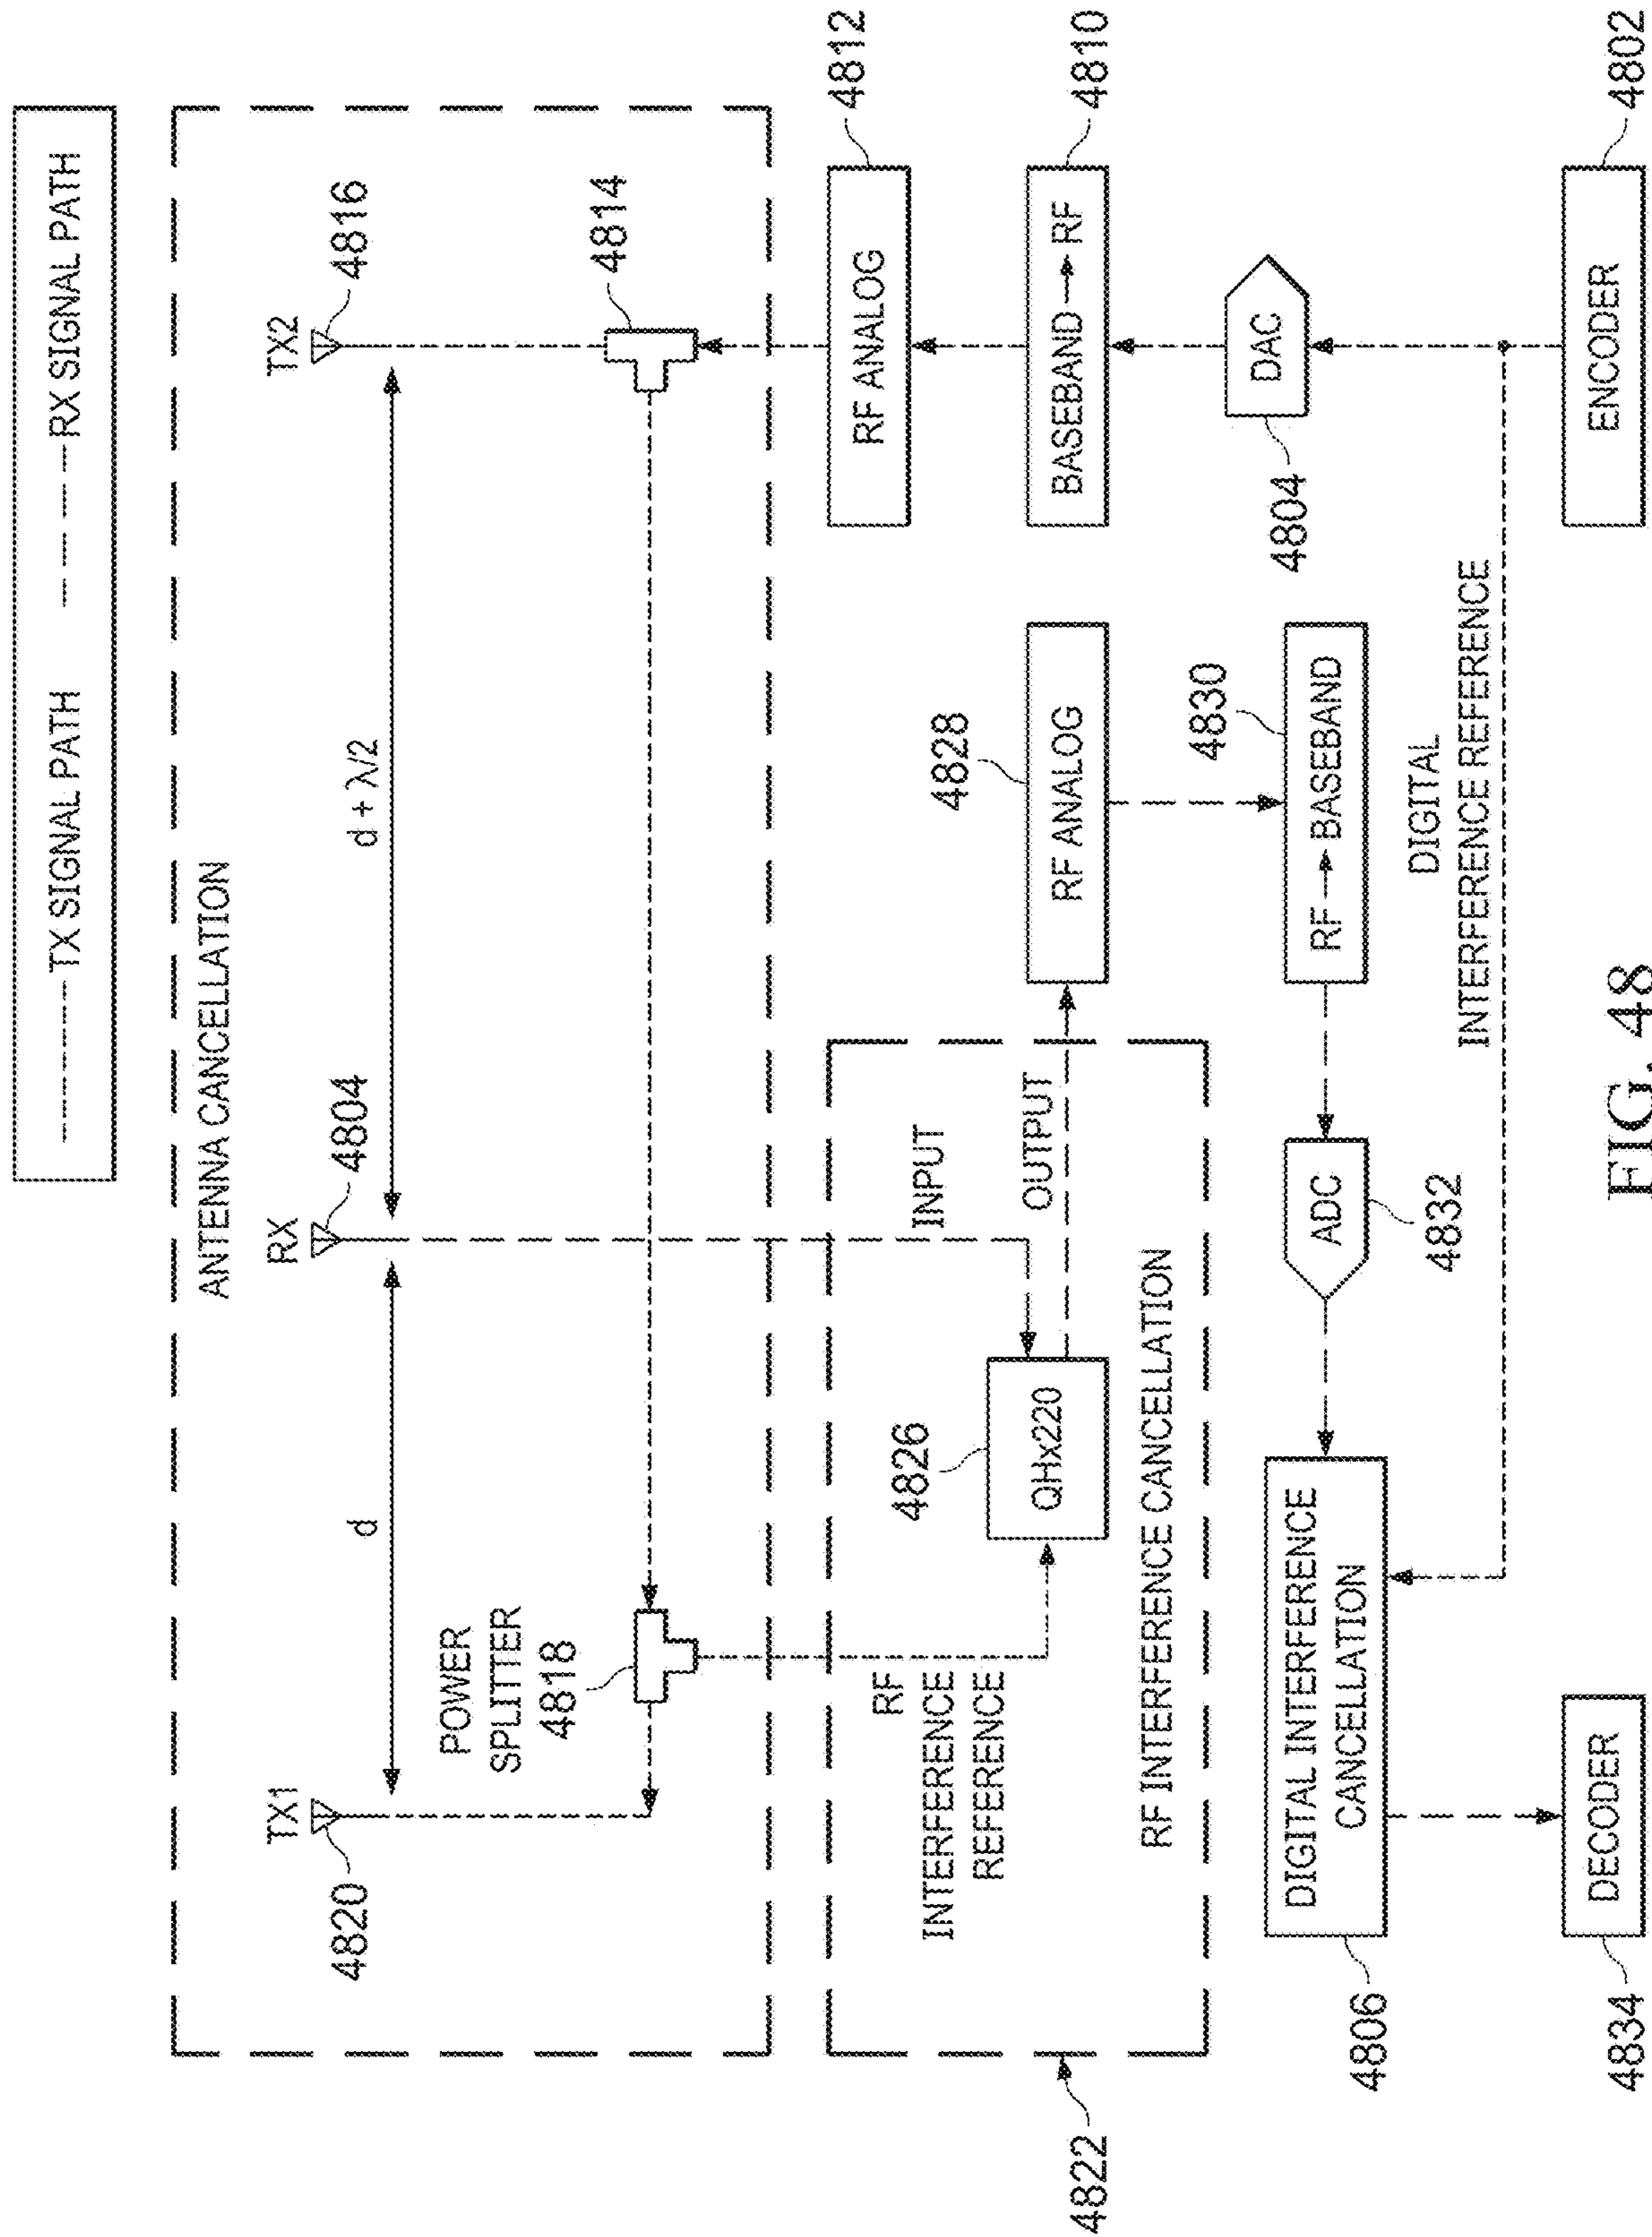 TX SIGNAL PATH
RX SIGNAL PATH
ANTENNA CANCELLATION
TX1
4820
RX
4804
TX2
4816
d
d + λ/2
POWER
SPLITTER
4818
4814
4822
RF
INTERFERENCE
REFERENCE
4826
QHx220
INPUT
OUTPUT
RF INTERFERENCE CANCELLATION
4828
RF ANALOG
RF ANALOG
4812
4830
RF BASEBAND
BASEBAND RF
4810
4806
DIGITAL INTERFERENCE
CANCELLATION
ADC
4832
DAC
4804
DIGITAL
INTERFERENCE REFERENCE
4834
DECODER
ENCODER
4802
FIG. 48